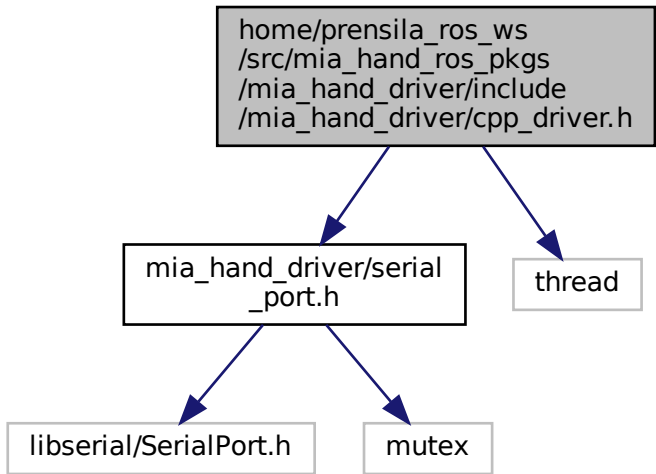 home/prensila_ros_ws
/src/mia_hand_ros_pkgs
/mia_hand_driver/include
/mia_hand_driver/cpp_driver.h
mia_hand_driver/serial
_port.h
thread
libserial/SerialPort.h
mutex